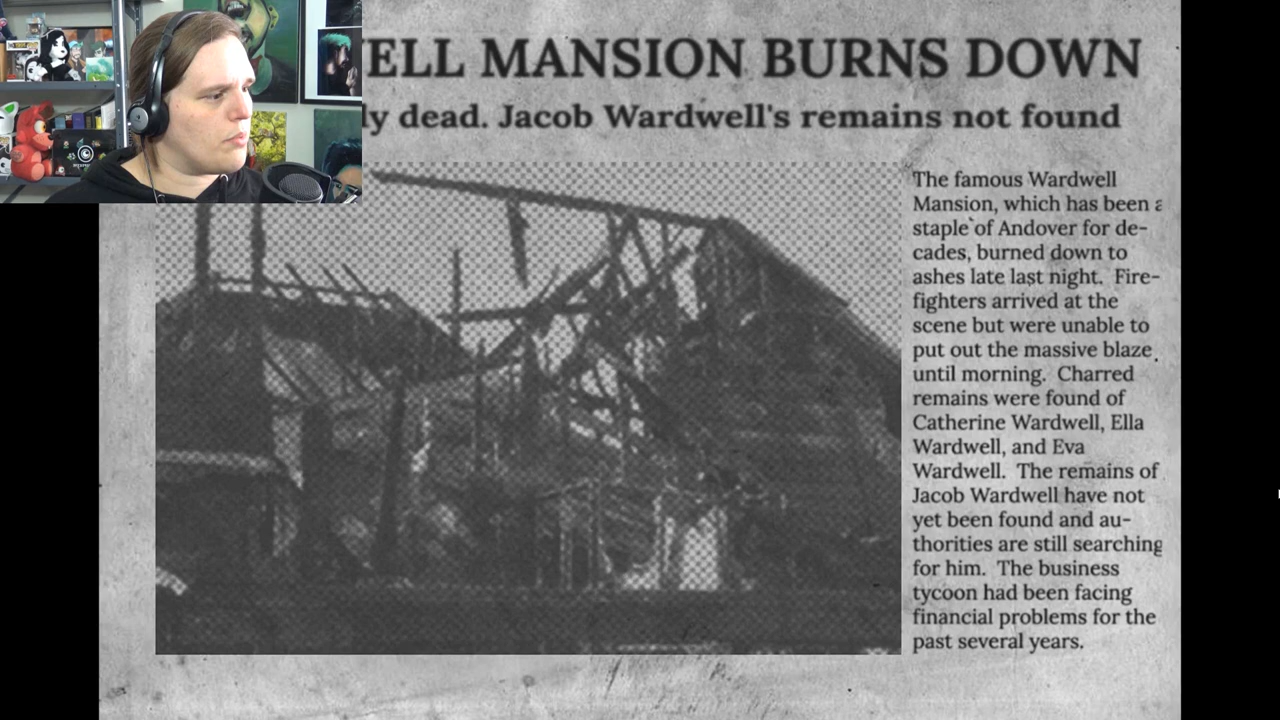 ELL MANSION BURNS DOWN
ly dead. Jacob Wardwell's remains not found
The famous Wardwell
Mansion, which has been a
staple of Andover for de-
cades, burned down to
ashes late last night. Fire-
fighters arrived at the
scene but were unable to
put out the massive blaze
until morning. Charred
remains were found of
Catherine Wardwell, Ella
Wardwell, and Eva
Wardwell. The remains of
Jacob Wardwell have not
yet been found and au-
thorities are still searching
for him. The business
tycoon had been facing
financial problems for the
past several years.